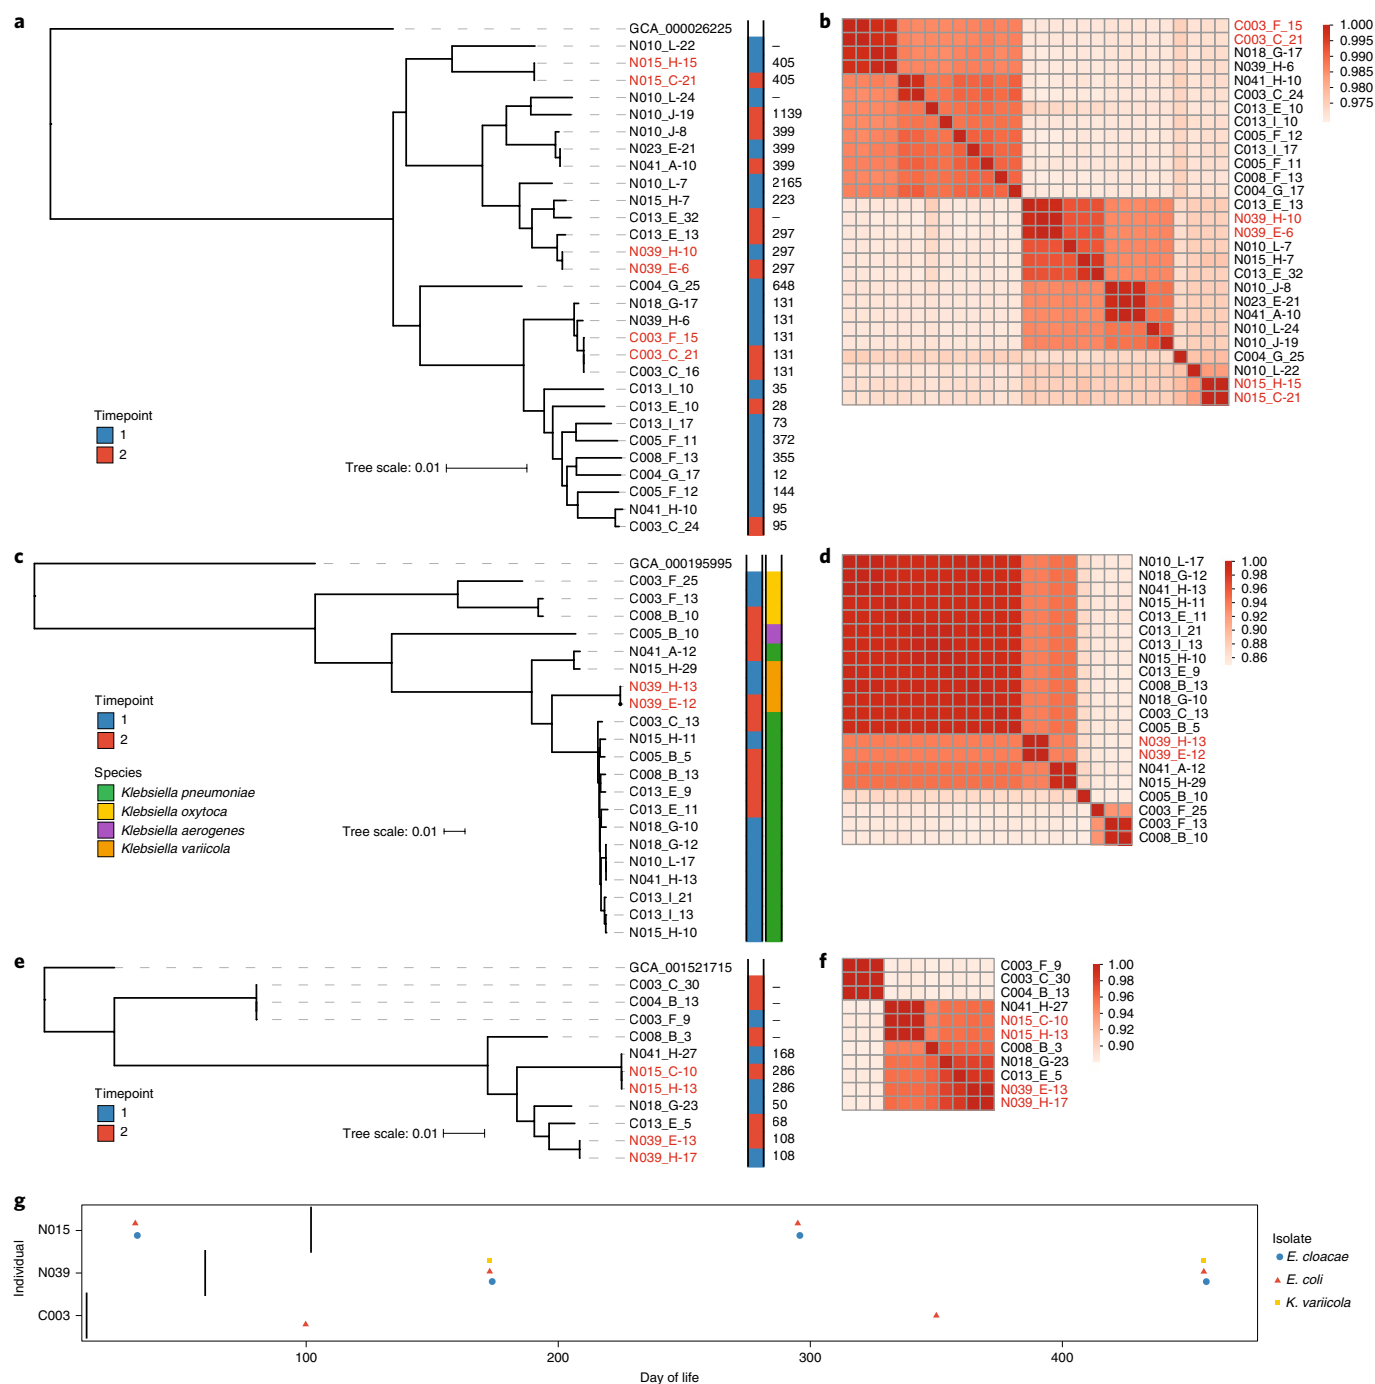 a
GCA_000026225
N010_L-22 –
N015_H-15 405
N015_C-21 405
N010_L-24 –
N010_J-19 1139
N010_J-8 399
N023_E-21 399
N041_A-10 399
N010_L-7 2165
N015_H-7 223
C013_E_32 –
C013_E_13 297
N039_H-10 297
N039_E-6 297
C004_G_25 648
N018_G-17 131
N039_H-6 131
C003_F_15 131
C003_C_21 131
C003_C_16 131
C013_I_10 35
C013_E_10 28
C013_I_17 73
C005_F_11 372
C008_F_13 355
C004_G_17 12
C005_F_12 144
N041_H-10 95
C003_C_24 95
Timepoint
1
2
Tree scale: 0.01
b
C003_F_15
C003_C_21
N018_G-17
N039_H-6
N041_H-10
C003_C_24
C013_E_10
C013_I_10
C005_F_12
C013_I_17
C005_F_11
C008_F_13
C004_G_17
C013_E_13
N039_H-10
N039_E-6
N010_L-7
N015_H-7
C013_E_32
N010_J-8
N023_E-21
N041_A-10
N010_L-24
N010_J-19
C004_G_25
N010_L-22
N015_H-15
N015_C-21
1.000
0.995
0.990
0.985
0.980
0.975
c
GCA_000195995
C003_F_25
C003_F_13
C008_B_10
C005_B_10
N041_A-12
N015_H-29
N039_H-13
N039_E-12
C003_C_13
N015_H-11
C005_B_5
C008_B_13
C013_E_9
C013_E_11
N018_G-10
N018_G-12
N010_L-17
N041_H-13
C013_I_21
C013_I_13
N015_H-10
Timepoint
1
2
Species
Klebsiella pneumoniae
Klebsiella oxytoca
Klebsiella aerogenes
Klebsiella variicola
Tree scale: 0.01
d
N010_L-17
N018_G-12
N041_H-13
N015_H-11
C013_E_11
C013_I_21
C013_I_13
N015_H-10
C013_E_9
C008_B_13
N018_G-10
C003_C_13
C005_B_5
N039_H-13
N039_E-12
N041_A-12
N015_H-29
C005_B_10
C003_F_25
C003_F_13
C008_B_10
1.00
0.98
0.96
0.94
0.92
0.90
0.88
0.86
e
GCA_001521715
C003_C_30 –
C004_B_13 –
C003_F_9 –
C008_B_3 –
N041_H-27 168
N015_C-10 286
N015_H-13 286
N018_G-23 50
C013_E_5 68
N039_E-13 108
N039_H-17 108
Timepoint
1
2
Tree scale: 0.01
f
C003_F_9
C003_C_30
C004_B_13
N041_H-27
N015_C-10
N015_H-13
C008_B_3
N018_G-23
C013_E_5
N039_E-13
N039_H-17
1.00
0.98
0.96
0.94
0.92
0.90
g
Individual
N015
N039
C003
100
200
300
400
Day of life
Isolate
E. cloacae
E. coli
K. variicola